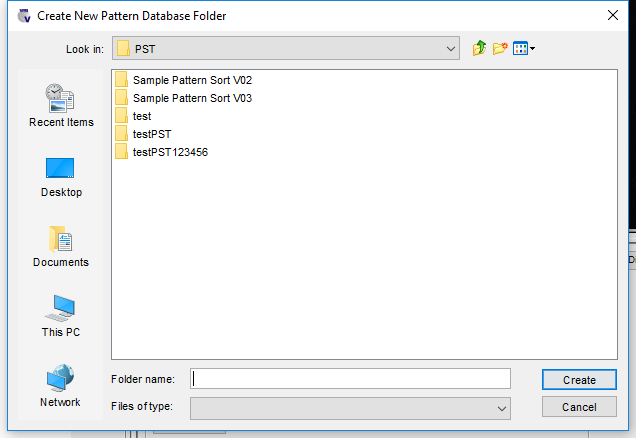 Create New Pattern Database Folder
Look in: PST
Recent Items
Desktop
Documents
This PC
Network
Sample Pattern Sort V02
Sample Pattern Sort V03
test
testPST
testPST123456
Folder name: Create
Files of type: Cancel